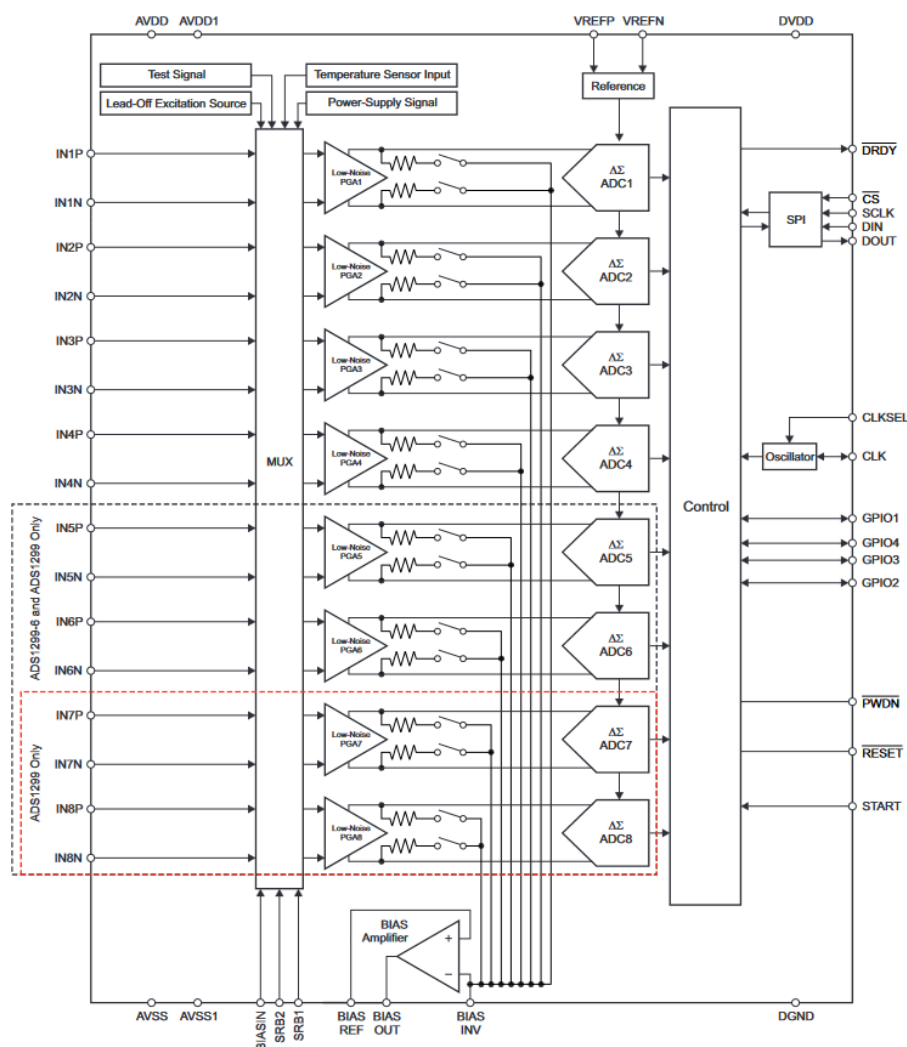 AVDD AVDD1 VREFP VREFN DVDD
Test Signal
Temperature Sensor Input
Lead-Off Excitation Source
Power-Supply Signal
Reference
IN1P
IN1N
IN2P
IN2N
IN3P
IN3N
IN4P
IN4N
IN5P
IN5N
IN6P
IN6N
IN7P
IN7N
IN8P
IN8N
ADS1299-6 and ADS1299 Only
ADS1299 Only
MUX
Low-Noise
PGA1
Low-Noise
PGA2
Low-Noise
PGA3
Low-Noise
PGA4
Low-Noise
PGA5
Low-Noise
PGA6
Low-Noise
PGA7
Low-Noise
PGA8
ΔΣ
ADC1
ΔΣ
ADC2
ΔΣ
ADC3
ΔΣ
ADC4
ΔΣ
ADC5
ΔΣ
ADC6
ΔΣ
ADC7
ΔΣ
ADC8
Control
SPI
Oscillator
DRDY
CS
SCLK
DIN
DOUT
CLKSEL
CLK
GPIO1
GPIO4
GPIO3
GPIO2
PWDN
RESET
START
BIAS
Amplifier
+
−
AVSS AVSS1
BIASIN
SRB2
SRB1
BIAS
REF
BIAS
OUT
BIAS
INV
DGND